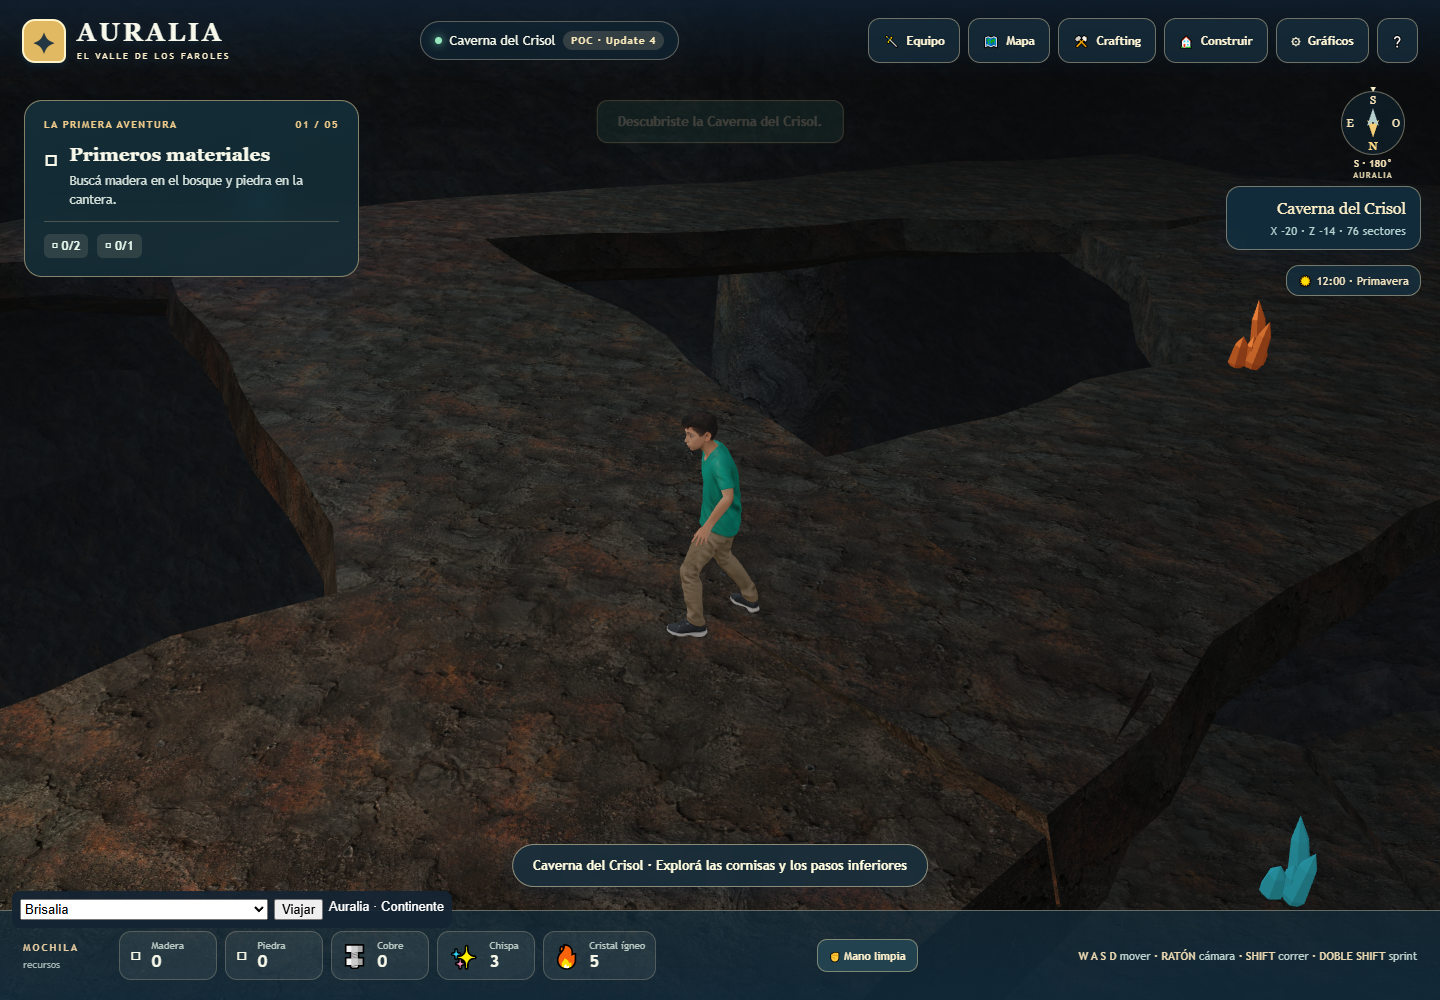 AURALIA
EL VALLE DE LOS FAROLES
Caverna del Crisol POC · Update 4
Equipo
Mapa
Crafting
Construir
Gráficos
?
LA PRIMERA AVENTURA 01 / 05
Primeros materiales
Buscá madera en el bosque y piedra en la
cantera.
0/2 0/1
Descubriste la Caverna del Crisol.
S
E O
N
S · 180°
AURALIA
Caverna del Crisol
X -20 · Z -14 · 76 sectores
12:00 · Primavera
Caverna del Crisol · Explorá las cornisas y los pasos inferiores
Brisalia Viajar Auralia · Continente
MOCHILA
recursos
Madera
0
Piedra
0
Cobre
0
Chispa
3
Cristal ígneo
5
Mano limpia
W A S D mover · RATÓN cámara · SHIFT correr · DOBLE SHIFT sprint